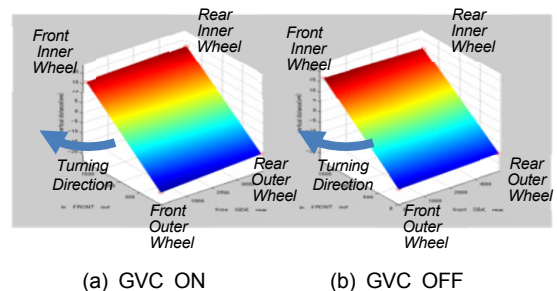 Front
Inner
Wheel
Rear
Inner
Wheel
Turning
Direction
Rear
Outer
Wheel
Front
Outer
Wheel
Front
Inner
Wheel
Rear
Inner
Wheel
Turning
Direction
Rear
Outer
Wheel
Front
Outer
Wheel
(a) GVC ON
(b) GVC OFF